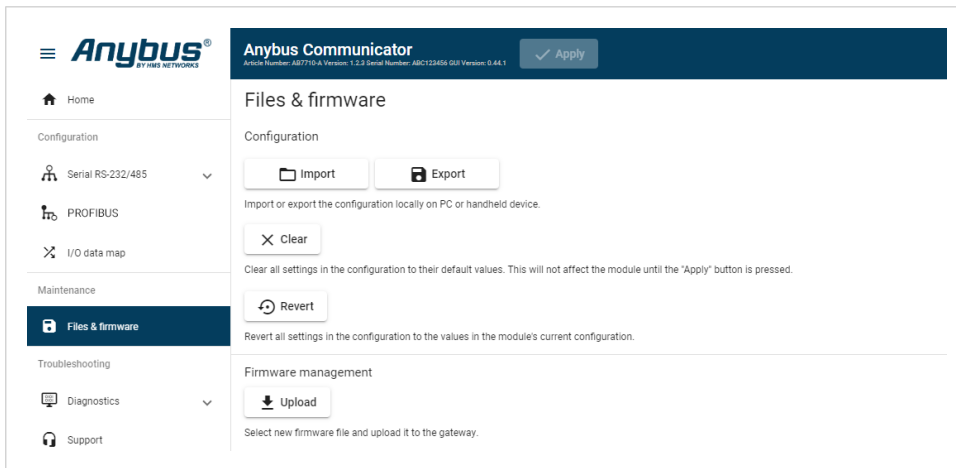 Anybus®
BY HMS NETWORKS
Anybus Communicator
Article Number: AB7710-A Version: 1.2.3 Serial Number: ABC123456 GUI Version: 0.44.1
Apply
Home
Configuration
Serial RS-232/485
PROFIBUS
I/O data map
Maintenance
Files & firmware
Troubleshooting
Diagnostics
Support
Files & firmware
Configuration
Import
Export
Import or export the configuration locally on PC or handheld device.
Clear
Clear all settings in the configuration to their default values. This will not affect the module until the "Apply" button is pressed.
Revert
Revert all settings in the configuration to the values in the module's current configuration.
Firmware management
Upload
Select new firmware file and upload it to the gateway.